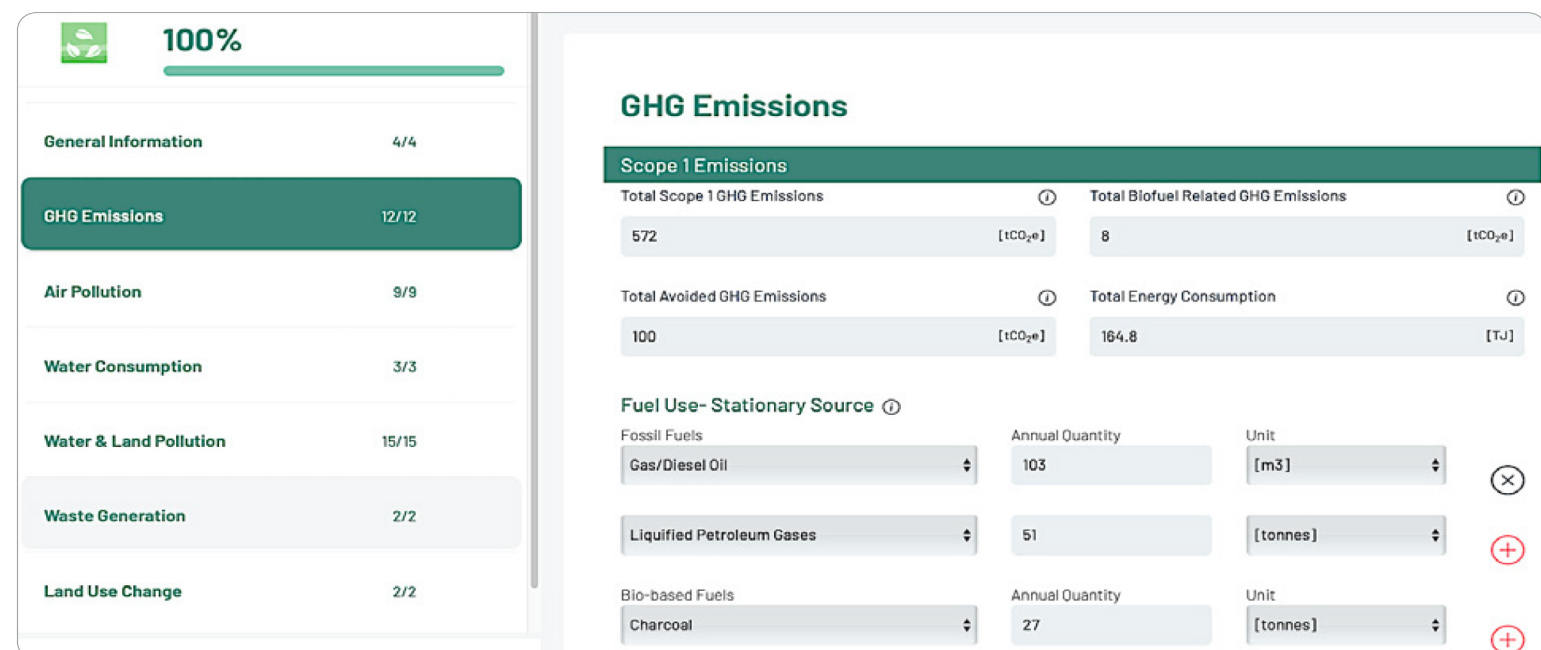 100%
General Information 4/4
GHG Emissions 12/12
Air Pollution 9/9
Water Consumption 3/3
Water & Land Pollution 15/15
Waste Generation 2/2
Land Use Change 2/2
GHG Emissions
Scope 1 Emissions
Total Scope 1 GHG Emissions Total Biofuel Related GHG Emissions
572 [tCO₂e] 8 [tCO₂e]
Total Avoided GHG Emissions Total Energy Consumption
100 [tCO₂e] 164.8 [TJ]
Fuel Use- Stationary Source
Fossil Fuels Annual Quantity Unit
Gas/Diesel Oil 103 [m3]
Liquified Petroleum Gases 51 [tonnes]
Bio-based Fuels Annual Quantity Unit
Charcoal 27 [tonnes]